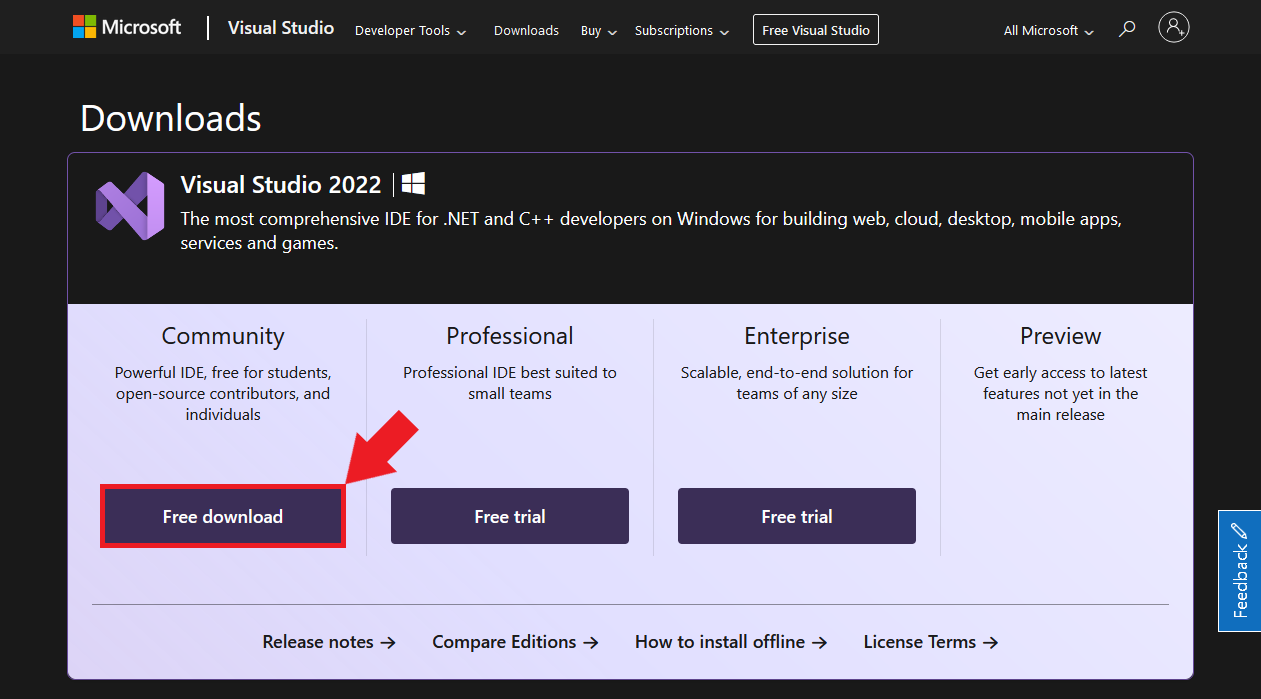 Microsoft | Visual Studio Developer Tools Downloads Buy Subscriptions Free Visual Studio All Microsoft
Downloads
Visual Studio 2022
The most comprehensive IDE for .NET and C++ developers on Windows for building web, cloud, desktop, mobile apps,
services and games.
Community
Powerful IDE, free for students,
open-source contributors, and
individuals
Free download
Professional
Professional IDE best suited to
small teams
Free trial
Enterprise
Scalable, end-to-end solution for
teams of any size
Free trial
Preview
Get early access to latest
features not yet in the
main release
Release notes → Compare Editions → How to install offline → License Terms →
Feedback